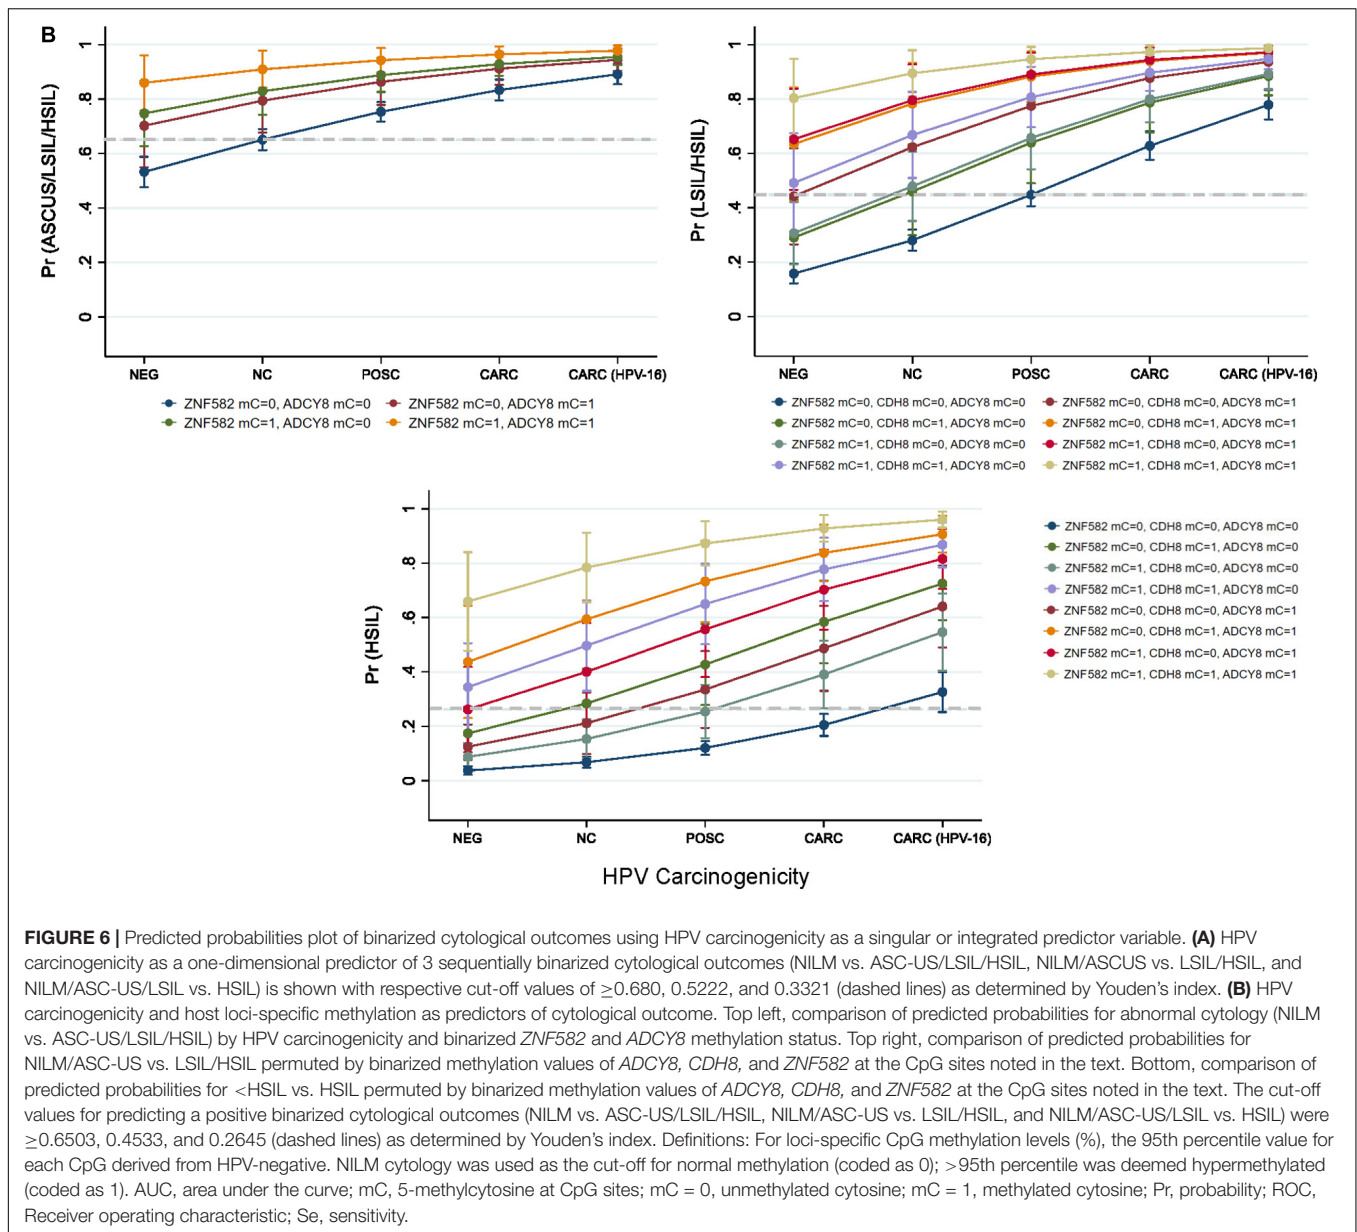 B
Pr (ASCUS/LSIL/HSIL)
1
.8
.6
.4
.2
0
NEG NC POSC CARC CARC (HPV-16)
ZNF582 mC=0, ADCY8 mC=0 ZNF582 mC=0, ADCY8 mC=1
ZNF582 mC=1, ADCY8 mC=0 ZNF582 mC=1, ADCY8 mC=1
Pr (LSIL/HSIL)
1
.8
.6
.4
.2
0
NEG NC POSC CARC CARC (HPV-16)
ZNF582 mC=0, CDH8 mC=0, ADCY8 mC=0 ZNF582 mC=0, CDH8 mC=0, ADCY8 mC=1
ZNF582 mC=0, CDH8 mC=1, ADCY8 mC=0 ZNF582 mC=0, CDH8 mC=1, ADCY8 mC=1
ZNF582 mC=1, CDH8 mC=0, ADCY8 mC=0 ZNF582 mC=1, CDH8 mC=0, ADCY8 mC=1
ZNF582 mC=1, CDH8 mC=1, ADCY8 mC=0 ZNF582 mC=1, CDH8 mC=1, ADCY8 mC=1
Pr (HSIL)
1
.8
.6
.4
.2
0
NEG NC POSC CARC CARC (HPV-16)
HPV Carcinogenicity
ZNF582 mC=0, CDH8 mC=0, ADCY8 mC=0
ZNF582 mC=0, CDH8 mC=1, ADCY8 mC=0
ZNF582 mC=1, CDH8 mC=0, ADCY8 mC=0
ZNF582 mC=1, CDH8 mC=1, ADCY8 mC=0
ZNF582 mC=0, CDH8 mC=0, ADCY8 mC=1
ZNF582 mC=0, CDH8 mC=1, ADCY8 mC=1
ZNF582 mC=1, CDH8 mC=0, ADCY8 mC=1
ZNF582 mC=1, CDH8 mC=1, ADCY8 mC=1
FIGURE 6 | Predicted probabilities plot of binarized cytological outcomes using HPV carcinogenicity as a singular or integrated predictor variable. (A) HPV
carcinogenicity as a one-dimensional predictor of 3 sequentially binarized cytological outcomes (NILM vs. ASC-US/LSIL/HSIL, NILM/ASCUS vs. LSIL/HSIL, and
NILM/ASC-US/LSIL vs. HSIL) is shown with respective cut-off values of ≥0.680, 0.5222, and 0.3321 (dashed lines) as determined by Youden's index. (B) HPV
carcinogenicity and host loci-specific methylation as predictors of cytological outcome. Top left, comparison of predicted probabilities for abnormal cytology (NILM
vs. ASC-US/LSIL/HSIL) by HPV carcinogenicity and binarized ZNF582 and ADCY8 methylation status. Top right, comparison of predicted probabilities for
NILM/ASC-US vs. LSIL/HSIL permuted by binarized methylation values of ADCY8, CDH8, and ZNF582 at the CpG sites noted in the text. Bottom, comparison of
predicted probabilities for <HSIL vs. HSIL permuted by binarized methylation values of ADCY8, CDH8, and ZNF582 at the CpG sites noted in the text. The cut-off
values for predicting a positive binarized cytological outcomes (NILM vs. ASC-US/LSIL/HSIL, NILM/ASC-US vs. LSIL/HSIL, and NILM/ASC-US/LSIL vs. HSIL) were
≥0.6503, 0.4533, and 0.2645 (dashed lines) as determined by Youden's index. Definitions: For loci-specific CpG methylation levels (%), the 95th percentile value for
each CpG derived from HPV-negative. NILM cytology was used as the cut-off for normal methylation (coded as 0); >95th percentile was deemed hypermethylated
(coded as 1). AUC, area under the curve; mC, 5-methylcytosine at CpG sites; mC = 0, unmethylated cytosine; mC = 1, methylated cytosine; Pr, probability; ROC,
Receiver operating characteristic; Se, sensitivity.